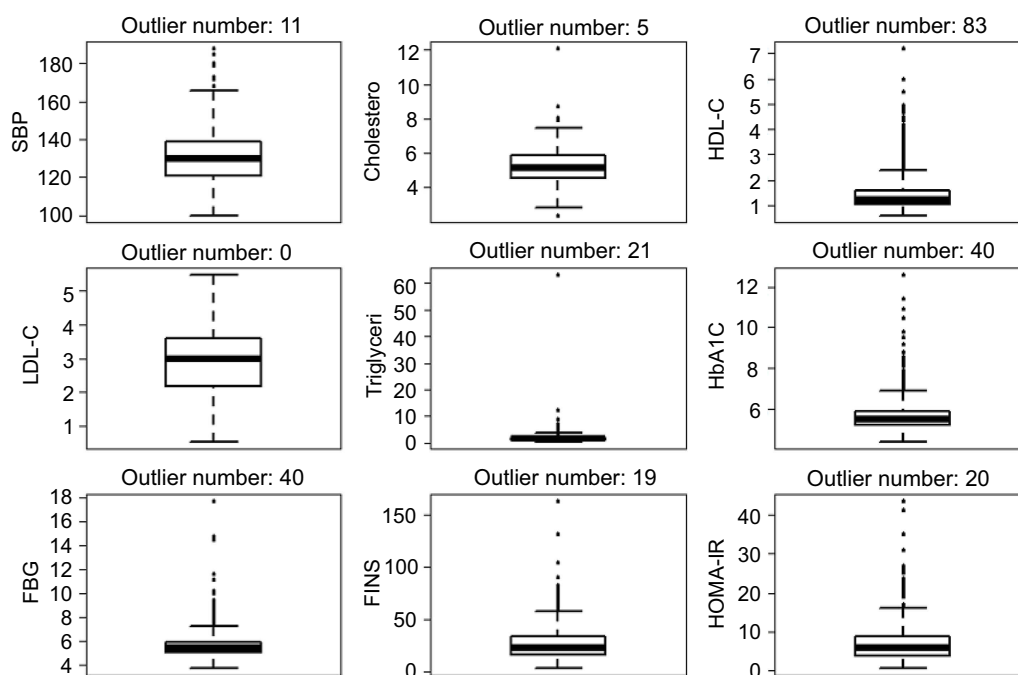 Outlier number: 11
SBP
180
160
140
120
100
Outlier number: 5
Cholestero
12
10
8
6
4
Outlier number: 83
HDL-C
7
6
5
4
3
2
1
Outlier number: 0
LDL-C
5
4
3
2
1
Outlier number: 21
Triglyceri
60
50
40
30
20
10
0
Outlier number: 40
HbA1C
12
10
8
6
Outlier number: 40
FBG
18
16
14
12
10
8
6
4
Outlier number: 19
FINS
150
100
50
0
Outlier number: 20
HOMA-IR
40
30
20
10
0